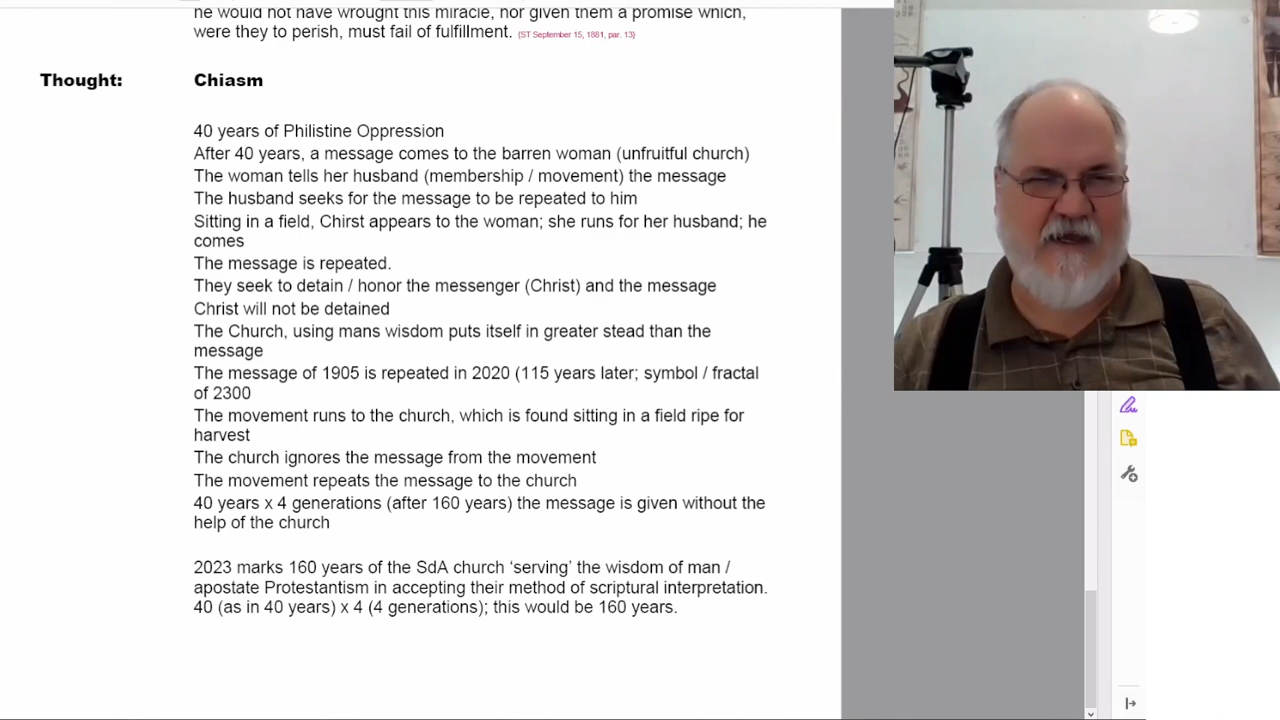 he would not have wrought this miracle, nor given them a promise which,
were they to perish, must fail of fulfillment. {ST September 15, 1881, par. 13}
Thought: Chiasm
40 years of Philistine Oppression
After 40 years, a message comes to the barren woman (unfruitful church)
The woman tells her husband (membership / movement) the message
The husband seeks for the message to be repeated to him
Sitting in a field, Chirst appears to the woman; she runs for her husband; he
comes
The message is repeated.
They seek to detain / honor the messenger (Christ) and the message
Christ will not be detained
The Church, using mans wisdom puts itself in greater stead than the
message
The message of 1905 is repeated in 2020 (115 years later; symbol / fractal
of 2300
The movement runs to the church, which is found sitting in a field ripe for
harvest
The church ignores the message from the movement
The movement repeats the message to the church
40 years x 4 generations (after 160 years) the message is given without the
help of the church
2023 marks 160 years of the SdA church ‘serving’ the wisdom of man /
apostate Protestantism in accepting their method of scriptural interpretation.
40 (as in 40 years) x 4 (4 generations); this would be 160 years.